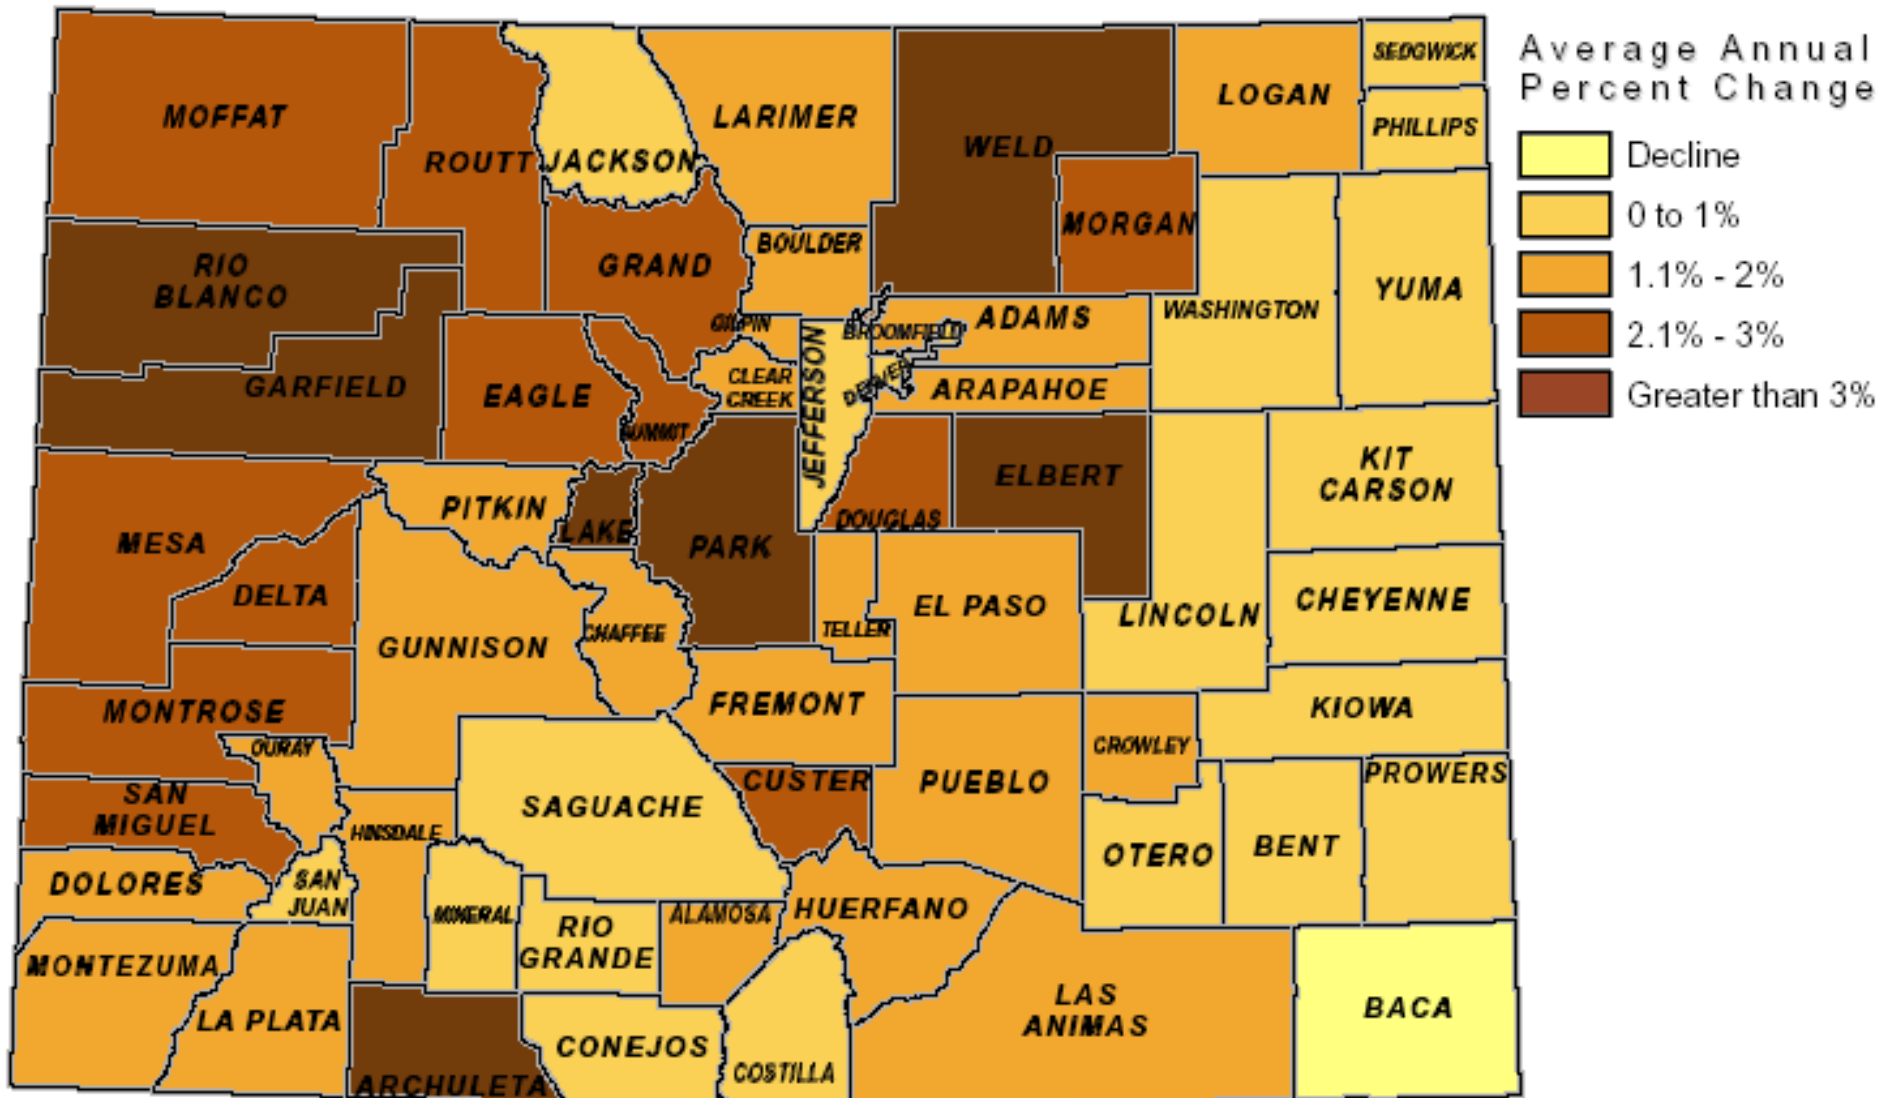 Average Annual
Percent Change
Decline
0 to 1%
1.1% - 2%
2.1% - 3%
Greater than 3%
MOFFAT
ROUTT
JACKSON
LARIMER
WELD
LOGAN
SEDGWICK
PHILLIPS
MORGAN
RIO
BLANCO
GRAND
BOULDER
WASHINGTON
YUMA
GILPIN
BROOMFIELD
ADAMS
GARFIELD
EAGLE
SUMMIT
CLEAR
CREEK
JEFFERSON
DENVER
ARAPAHOE
MESA
PITKIN
LAKE
PARK
DOUGLAS
ELBERT
KIT
CARSON
DELTA
GUNNISON
CHAFFEE
TELLER
EL PASO
LINCOLN
CHEYENNE
MONTROSE
OURAY
FREMONT
CROWLEY
KIOWA
SAN
MIGUEL
HINSDALE
SAGUACHE
CUSTER
PUEBLO
OTERO
BENT
PROWERS
DOLORES
SAN
JUAN
MINERAL
RIO
GRANDE
ALAMOSA
HUERFANO
MONTEZUMA
LA PLATA
ARCHULETA
CONEJOS
COSTILLA
LAS
ANIMAS
BACA